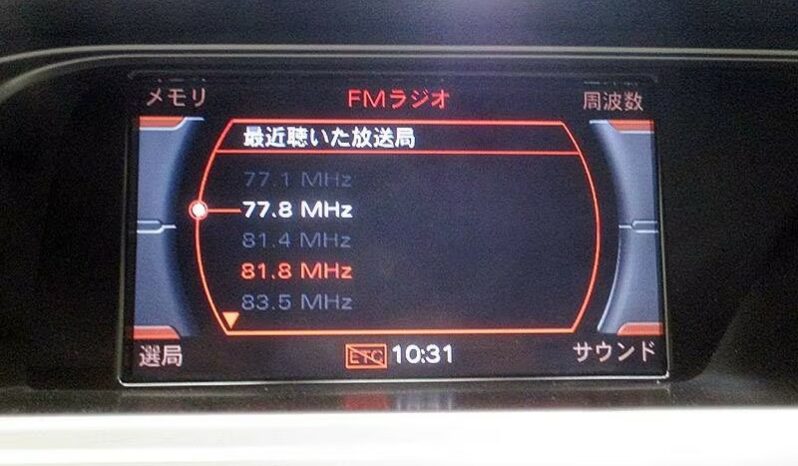 メモリ FMラジオ 周波数
最近聴いた放送局
77.1 MHz
77.8 MHz
81.4 MHz
81.8 MHz
83.5 MHz
選局 ETC 10:31 サウンド